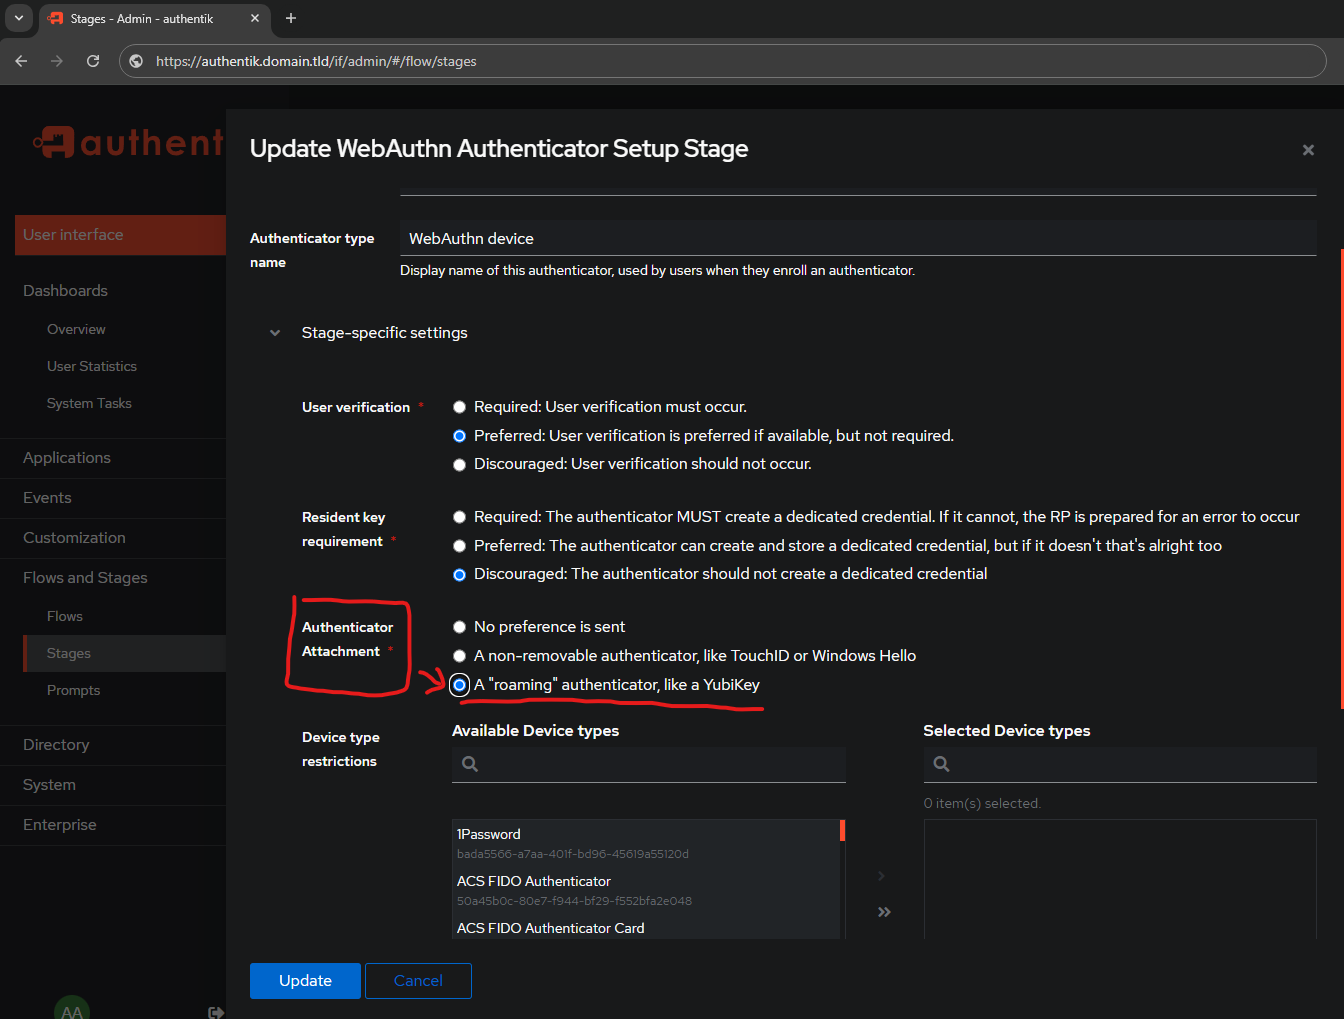 Stages - Admin - authentik
https://authentik.domain.tld/if/admin/#/flow/stages
authent
Update WebAuthn Authenticator Setup Stage
User interface
Dashboards
Overview
User Statistics
System Tasks
Applications
Events
Customization
Flows and Stages
Flows
Stages
Prompts
Directory
System
Enterprise
AA
Authenticator type
name
WebAuthn device
Display name of this authenticator, used by users when they enroll an authenticator.
Stage-specific settings
User verification *
Required: User verification must occur.
Preferred: User verification is preferred if available, but not required.
Discouraged: User verification should not occur.
Resident key
requirement *
Required: The authenticator MUST create a dedicated credential. If it cannot, the RP is prepared for an error to occur
Preferred: The authenticator can create and store a dedicated credential, but if it doesn't that's alright too
Discouraged: The authenticator should not create a dedicated credential
Authenticator
Attachment *
No preference is sent
A non-removable authenticator, like TouchID or Windows Hello
A "roaming" authenticator, like a YubiKey
Device type
restrictions
Available Device types
1Password
bada5566-a7aa-401f-bd96-45619a55120d
ACS FIDO Authenticator
50a45b0c-80e7-f944-bf29-f552bfa2e048
ACS FIDO Authenticator Card
Selected Device types
0 item(s) selected.
Update
Cancel